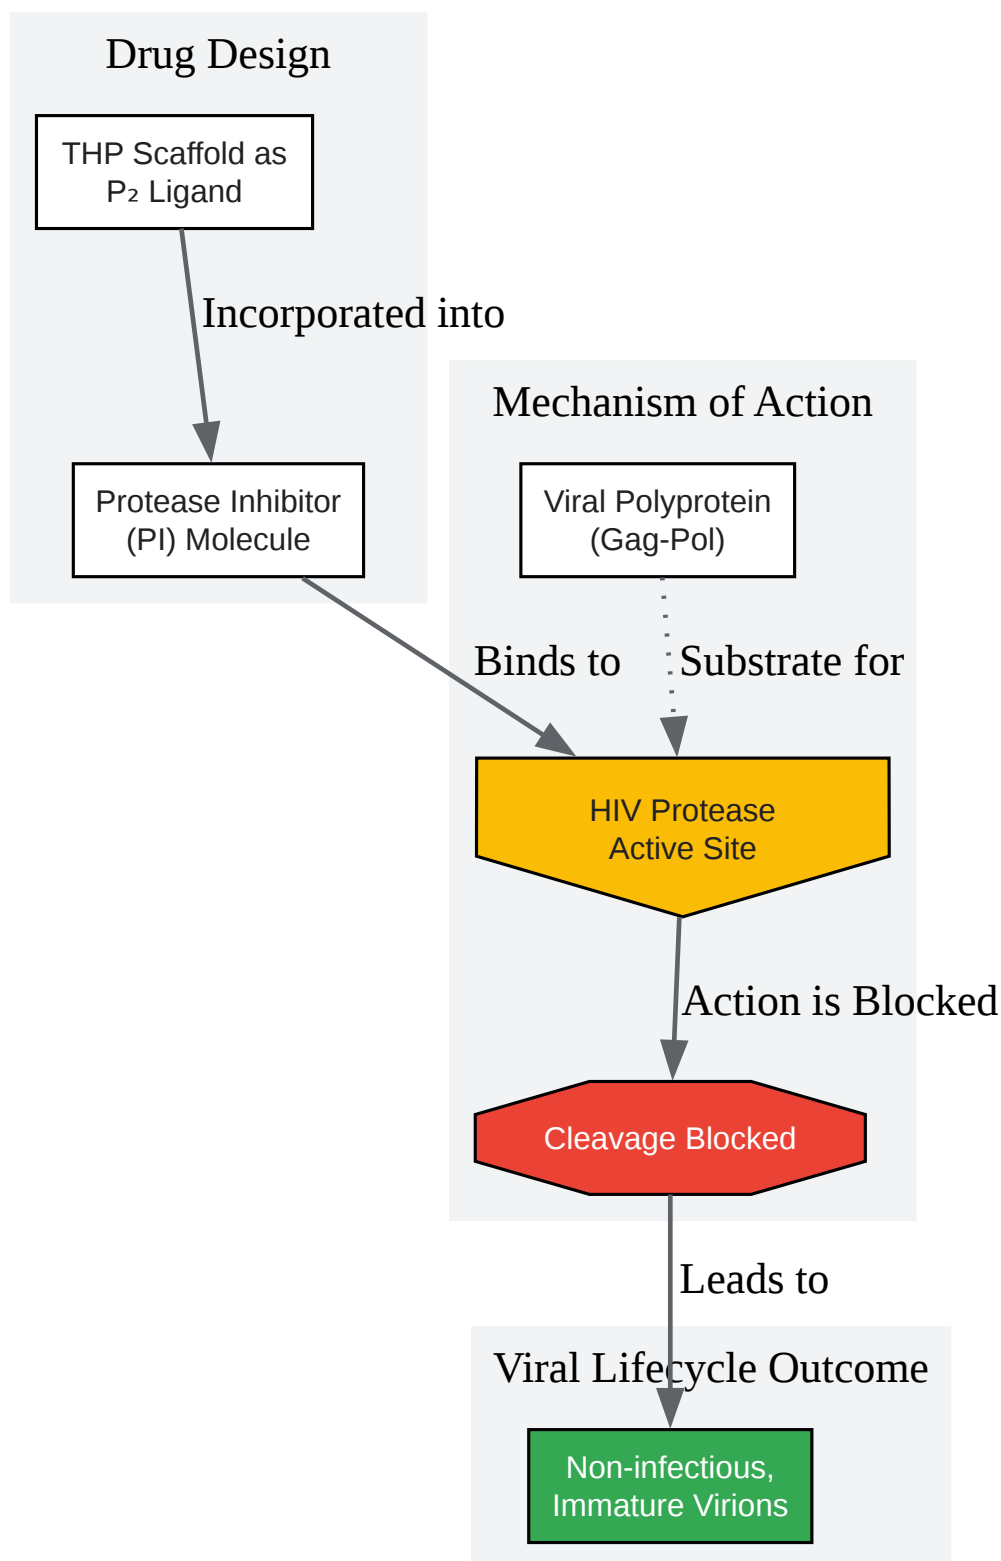 Drug Design
THP Scaffold as
P₂ Ligand
Incorporated into
Protease Inhibitor
(PI) Molecule
Mechanism of Action
Viral Polyprotein
(Gag-Pol)
Binds to
Substrate for
HIV Protease
Active Site
Action is Blocked
Cleavage Blocked
Leads to
Viral Lifecycle Outcome
Non-infectious,
Immature Virions